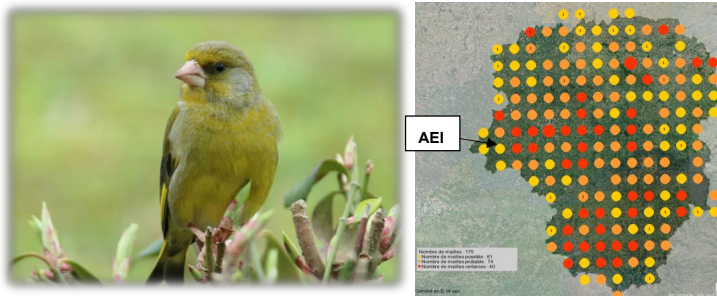 AEI
Nombre de mailles : 175
Nombre de mailles possible : 61
Nombre de mailles probable : 74
Nombre de mailles certaines : 40